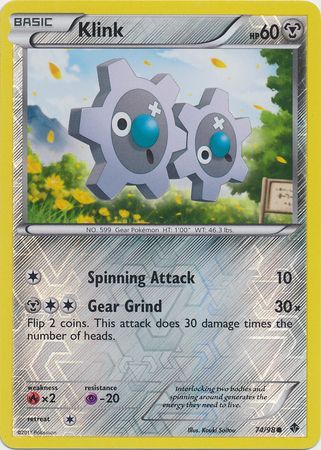 BASIC
Klink
HP60
NO. 599 Gear Pokémon HT: 1'00" WT: 46.3 lbs.
Spinning Attack 10
Gear Grind 30x
Flip 2 coins. This attack does 30 damage times
the number of heads.
weakness resistance
×2 -20
retreat
Interlocking two bodies and
spinning around generates the
energy they need to live.
©2011 Pokémon
Illus. Kouki Saitou
74/98